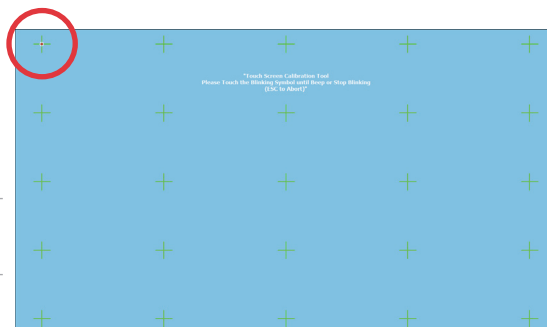 "Touch Screen Calibration Tool
Please Touch the Blinking Symbol until Beep or Stop Blinking
(ESC to Abort)"